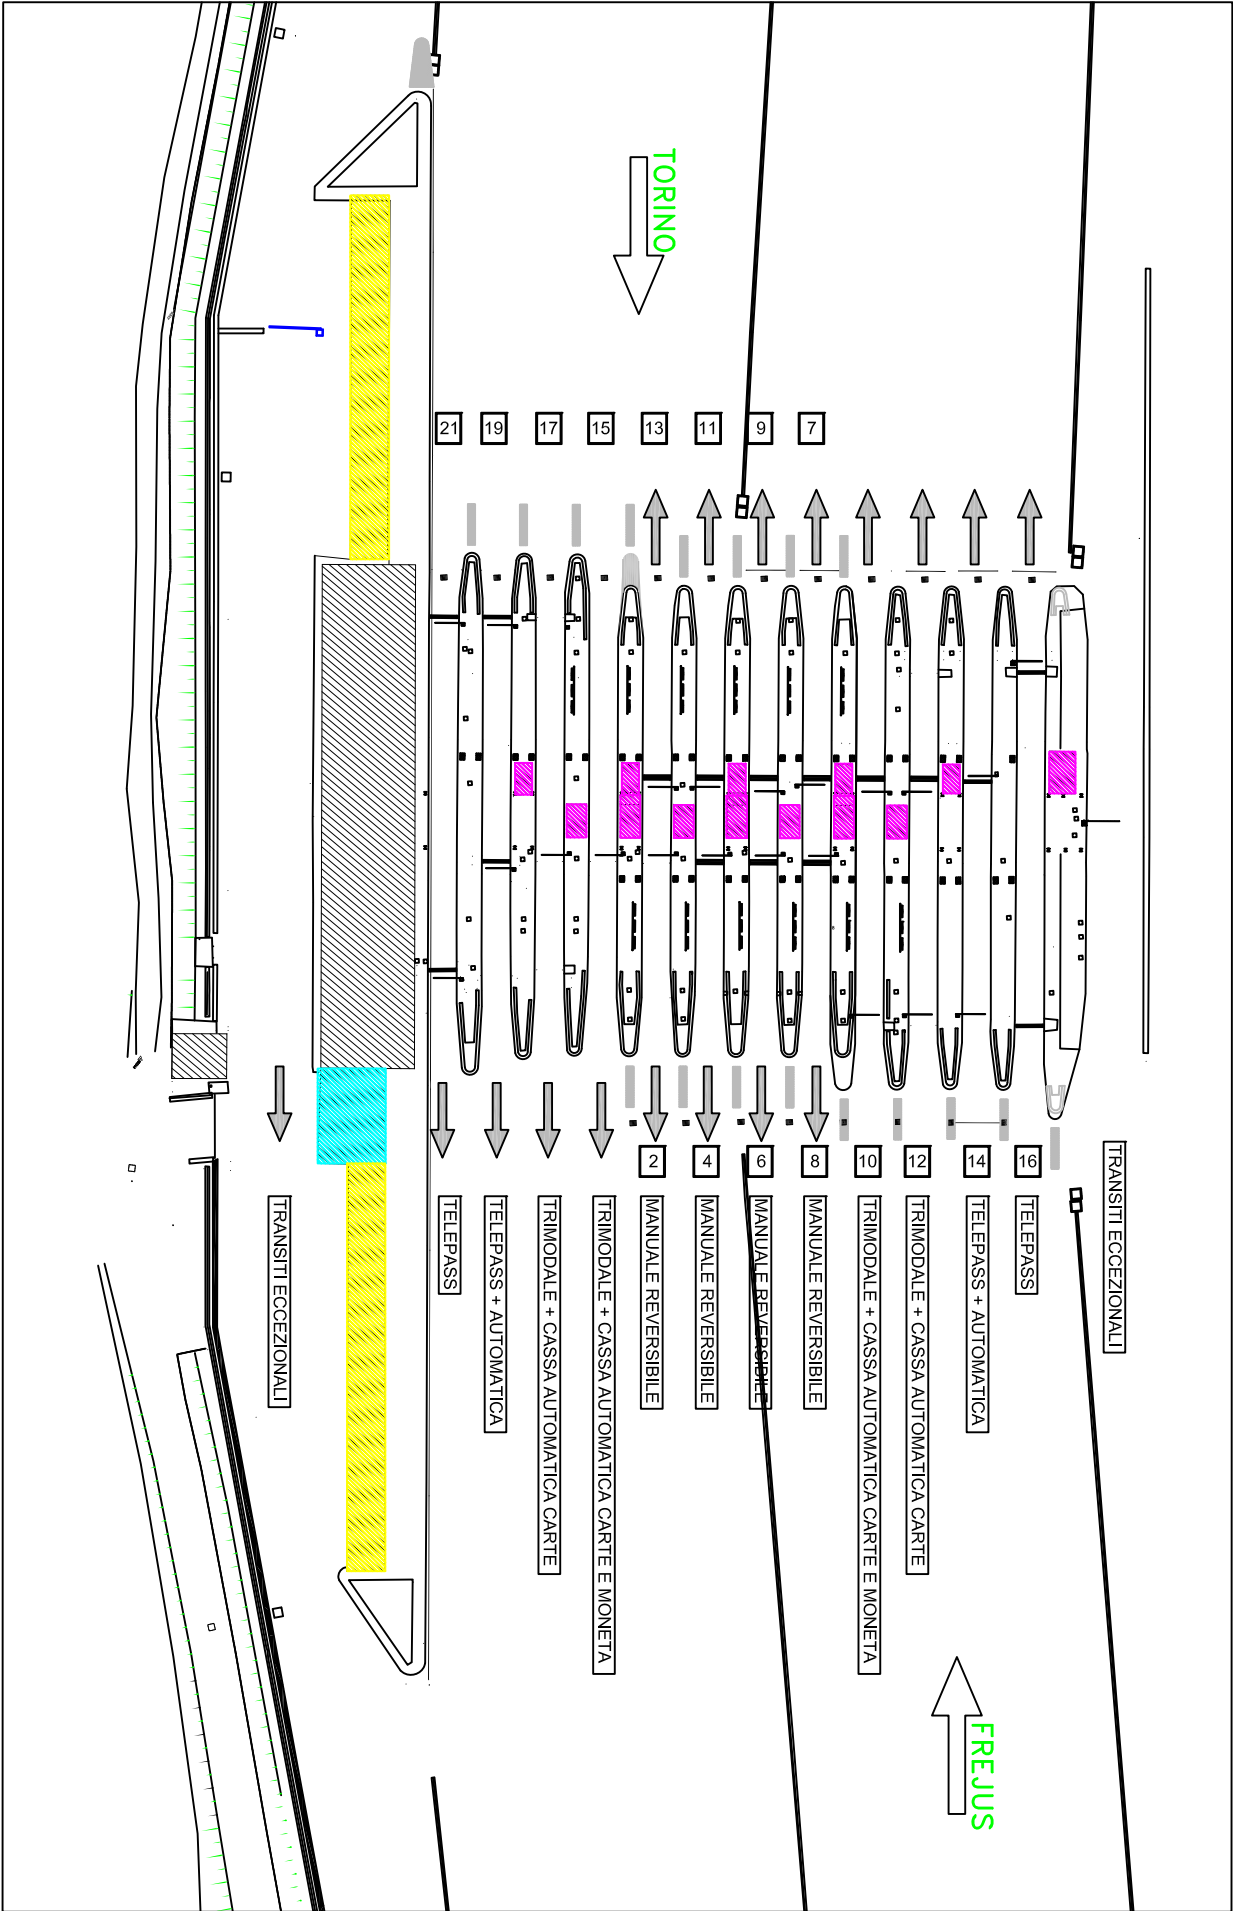 TORINO
21
19
17
15
13
11
9
7
2
4
6
8
10
12
14
16
TRANSITI ECCEZIONALI
TELEPASS
TELEPASS + AUTOMATICA
TRIMODALE + CASSA AUTOMATICA CARTE
TRIMODALE + CASSA AUTOMATICA CARTE E MONETA
MANUALE REVERSIBILE
MANUALE REVERSIBILE
MANUALE REVERSIBILE
MANUALE REVERSIBILE
TRIMODALE + CASSA AUTOMATICA CARTE E MONETA
TRIMODALE + CASSA AUTOMATICA CARTE
TELEPASS + AUTOMATICA
TELEPASS
TRANSITI ECCEZIONALI
FREJUS